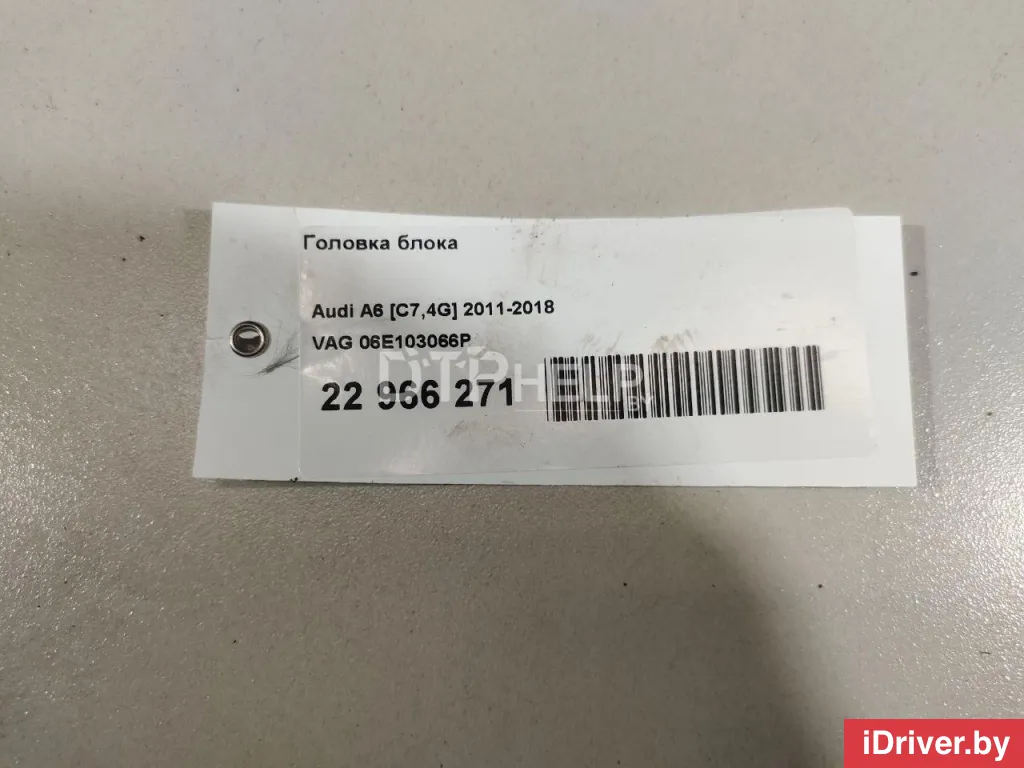 Головка блока
Audi A6 [C7,4G] 2011-2018
VAG 06E103066P
DTPHELP.BY
22 966 271
iDriver.by